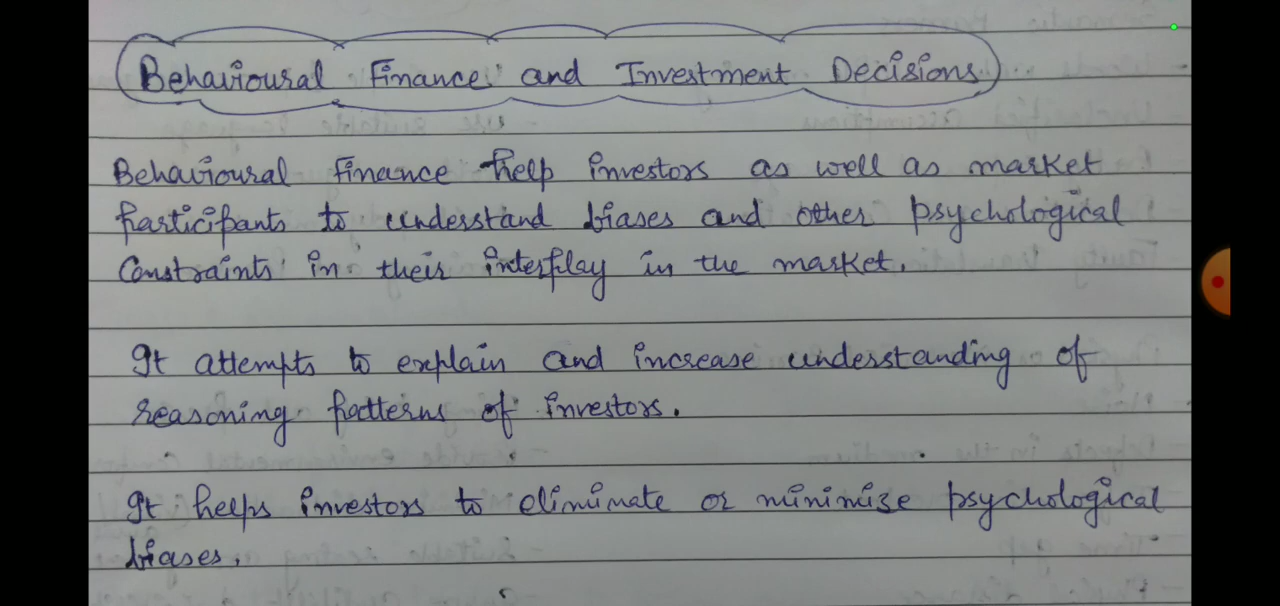 Behavioural Finance and Investment Decisions
Behavioural Finance help investors as well as market
participants to understand biases and other psychological
Constraints in their interplay in the market.
It attempts to explain and increase understanding of
reasoning patterns of investors.
It helps investors to eliminate or minimize psychological
biases.